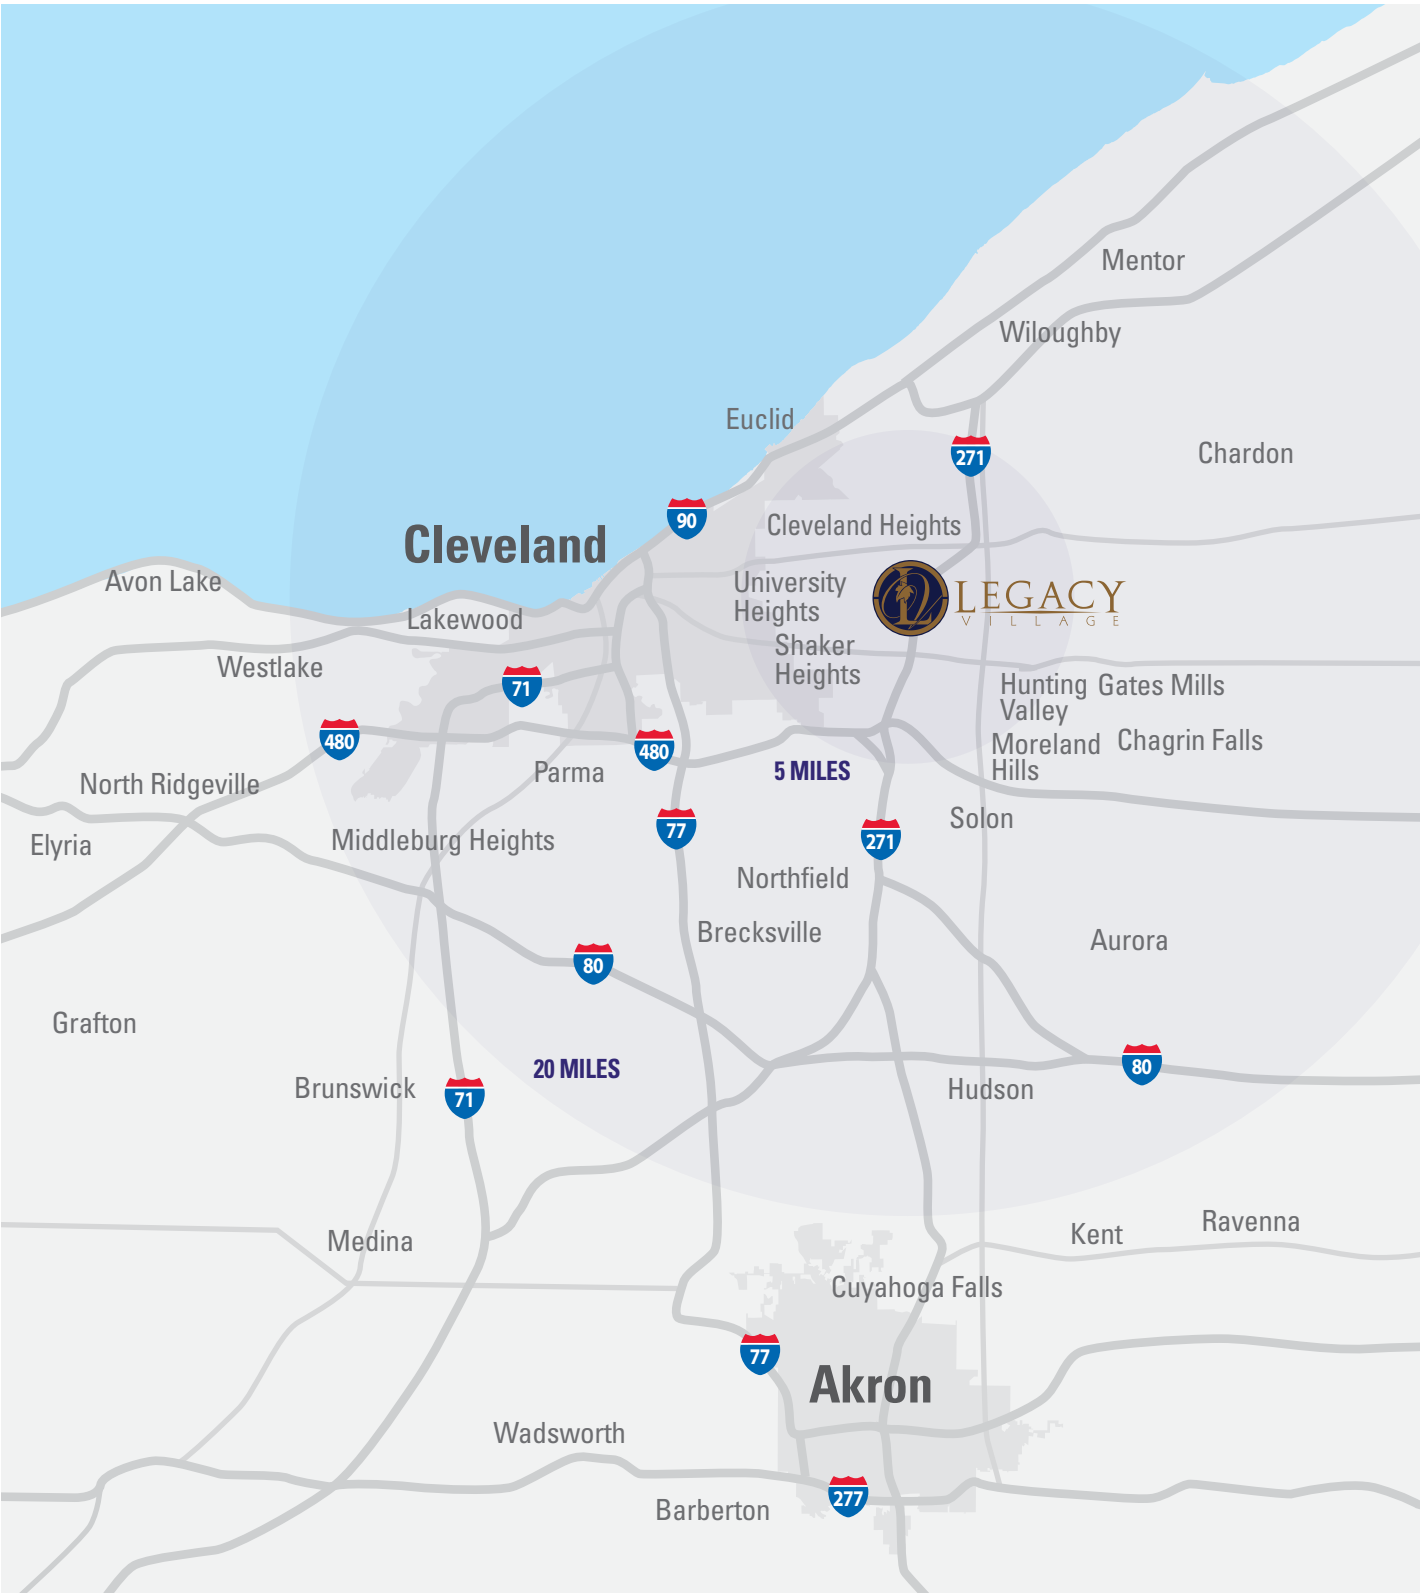 Mentor
Wiloughby
Euclid
Chardon
271
90
Cleveland
Cleveland Heights
Avon Lake
University
Heights
LEGACY
VILLAGE
Lakewood
Shaker
Heights
Westlake
71
Hunting
Valley
Gates Mills
480
480
Moreland
Hills
Chagrin Falls
Parma
5 MILES
North Ridgeville
Solon
77
271
Elyria
Middleburg Heights
Northfield
Brecksville
Aurora
80
Grafton
20 MILES
80
Brunswick
71
Hudson
Medina
Kent
Ravenna
Cuyahoga Falls
77
Akron
Wadsworth
277
Barberton